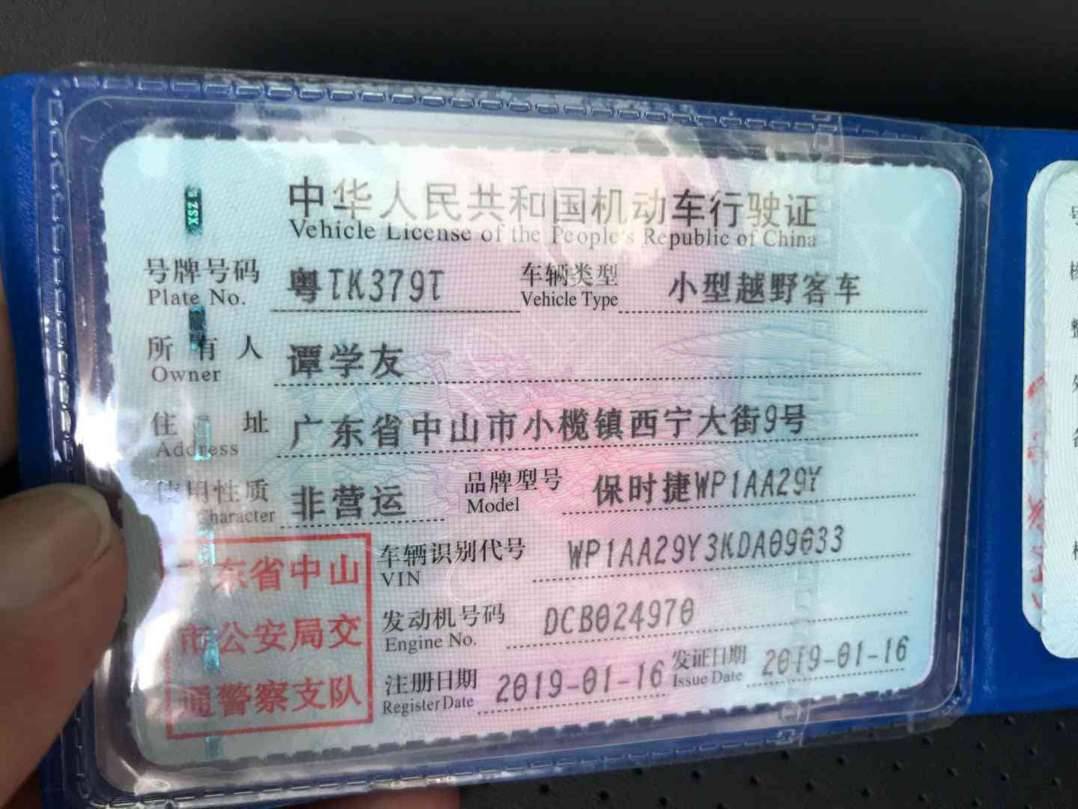 中华人民共和国机动车行驶证
Vehicle License of the People's Republic of China
号牌号码 粤TK379T 车辆类型 小型越野客车
Plate No. Vehicle Type
所有人 谭学友
Owner
住址 广东省中山市小榄镇西宁大街9号
Address
使用性质 非营运 品牌型号 保时捷WP1AA29Y
Character Model
车辆识别代号 WP1AA29Y3KDA09633
VIN
发动机号码 DCB024970
Engine No.
注册日期 2019-01-16 发证日期 2019-01-16
Register Date Issue Date
东省中山
市公安局交
通警察支队
XSZ